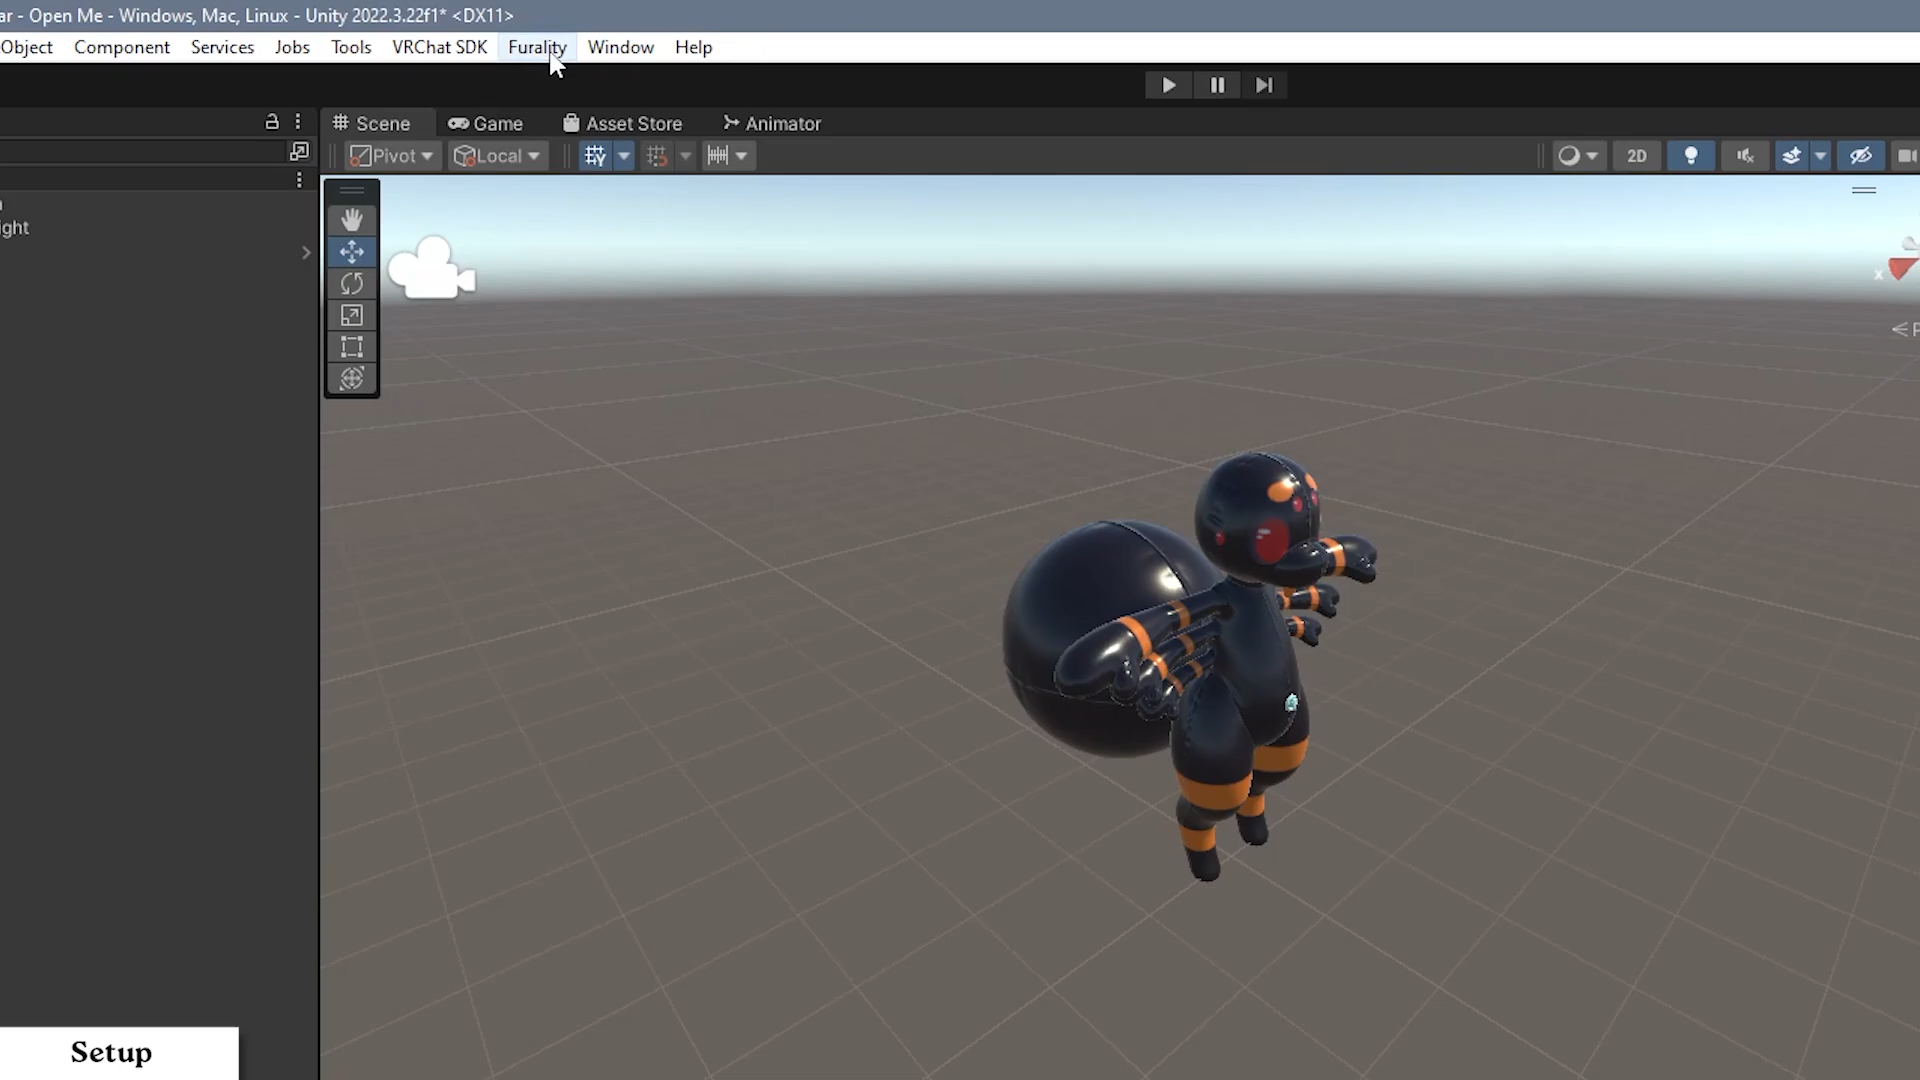 ar - Open Me - Windows, Mac, Linux - Unity 2022.3.22f1* <DX11>
Object Component Services Jobs Tools VRChat SDK Furality Window Help
Scene Game Asset Store Animator
Pivot Local 2D
ight
x
Setup